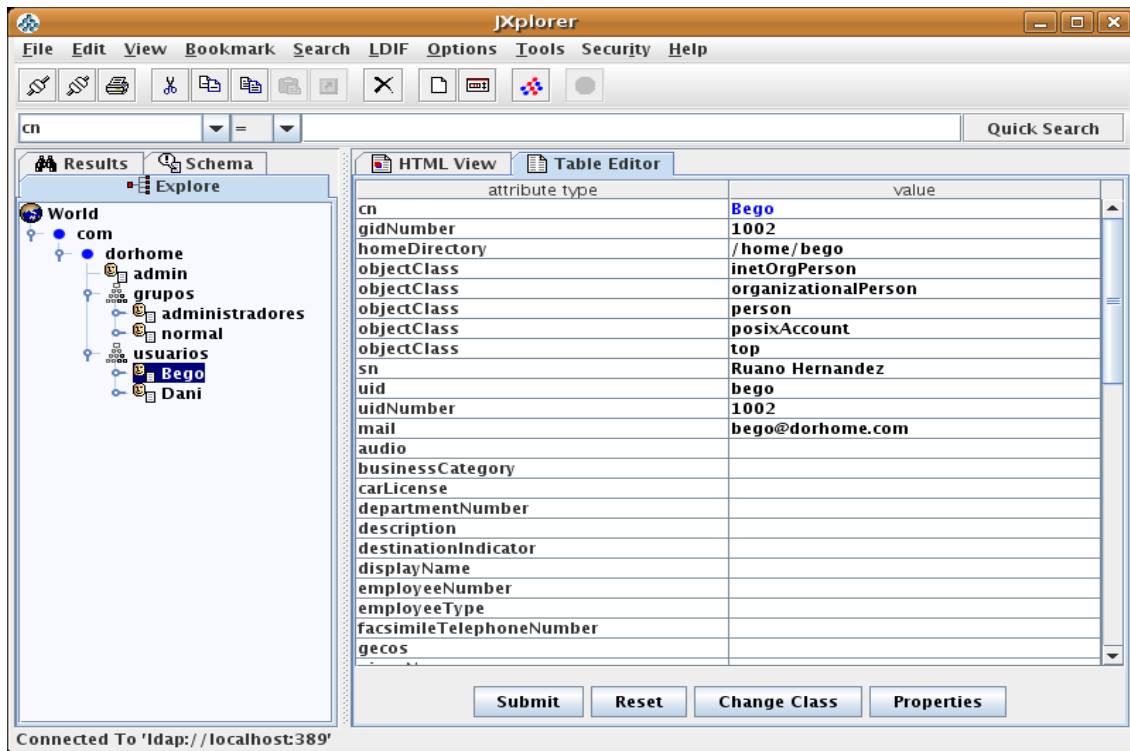 JXplorer
File Edit View Bookmark Search LDIF Options Tools Security Help
cn = Quick Search
Results Schema
Explore
World
com
dorhome
admin
grupos
administradores
normal
usuarios
Bego
Dani
HTML View Table Editor
attribute type value
cn Bego
gidNumber 1002
homeDirectory /home/bego
objectClass inetOrgPerson
objectClass organizationalPerson
objectClass person
objectClass posixAccount
objectClass top
sn Ruano Hernandez
uid bego
uidNumber 1002
mail bego@dorhome.com
audio
businessCategory
carLicense
departmentNumber
description
destinationIndicator
displayName
employeeNumber
employeeType
facsimileTelephoneNumber
gecos
Submit Reset Change Class Properties
Connected To 'ldap://localhost:389'